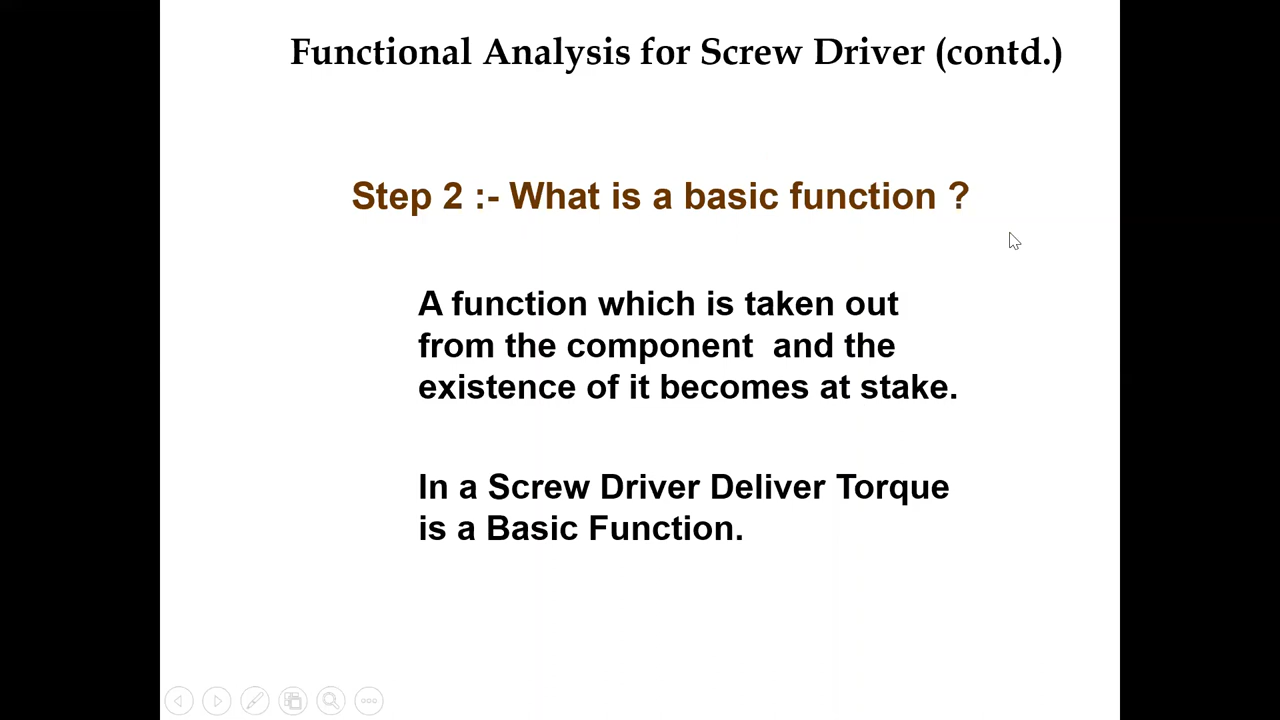 Functional Analysis for Screw Driver (contd.)
Step 2 :- What is a basic function ?
A function which is taken out
from the component and the
existence of it becomes at stake.
In a Screw Driver Deliver Torque
is a Basic Function.